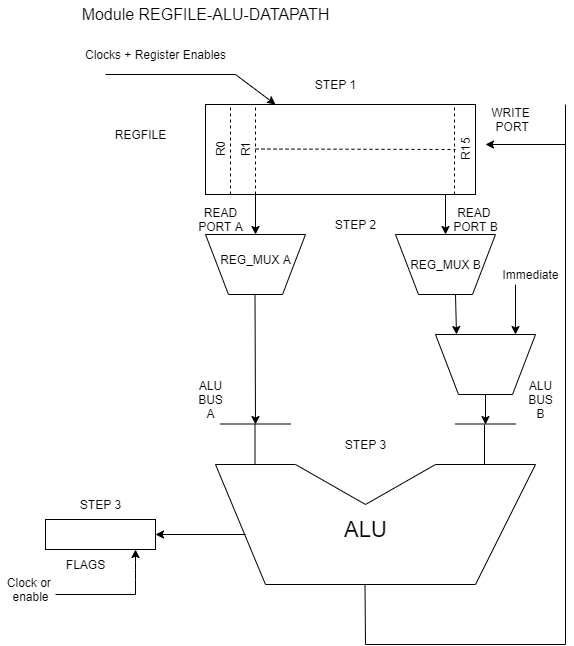 Module REGFILE-ALU-DATAPATH
Clocks + Register Enables
STEP 1
WRITE
PORT
REGFILE
R0
R1
R15
READ
PORT A
STEP 2
READ
PORT B
REG_MUX A
REG_MUX B
Immediate
ALU
BUS
A
ALU
BUS
B
STEP 3
STEP 3
ALU
FLAGS
Clock or
enable